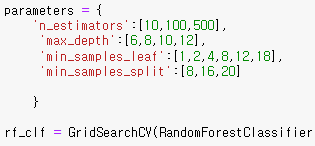 parameters = {
'n_estimators':[10,100,500],
'max_depth':[6,8,10,12],
'min_samples_leaf':[1,2,4,8,12,18],
'min_samples_split':[8,16,20]
}
rf_clf = GridSearchCV(RandomForestClassifier